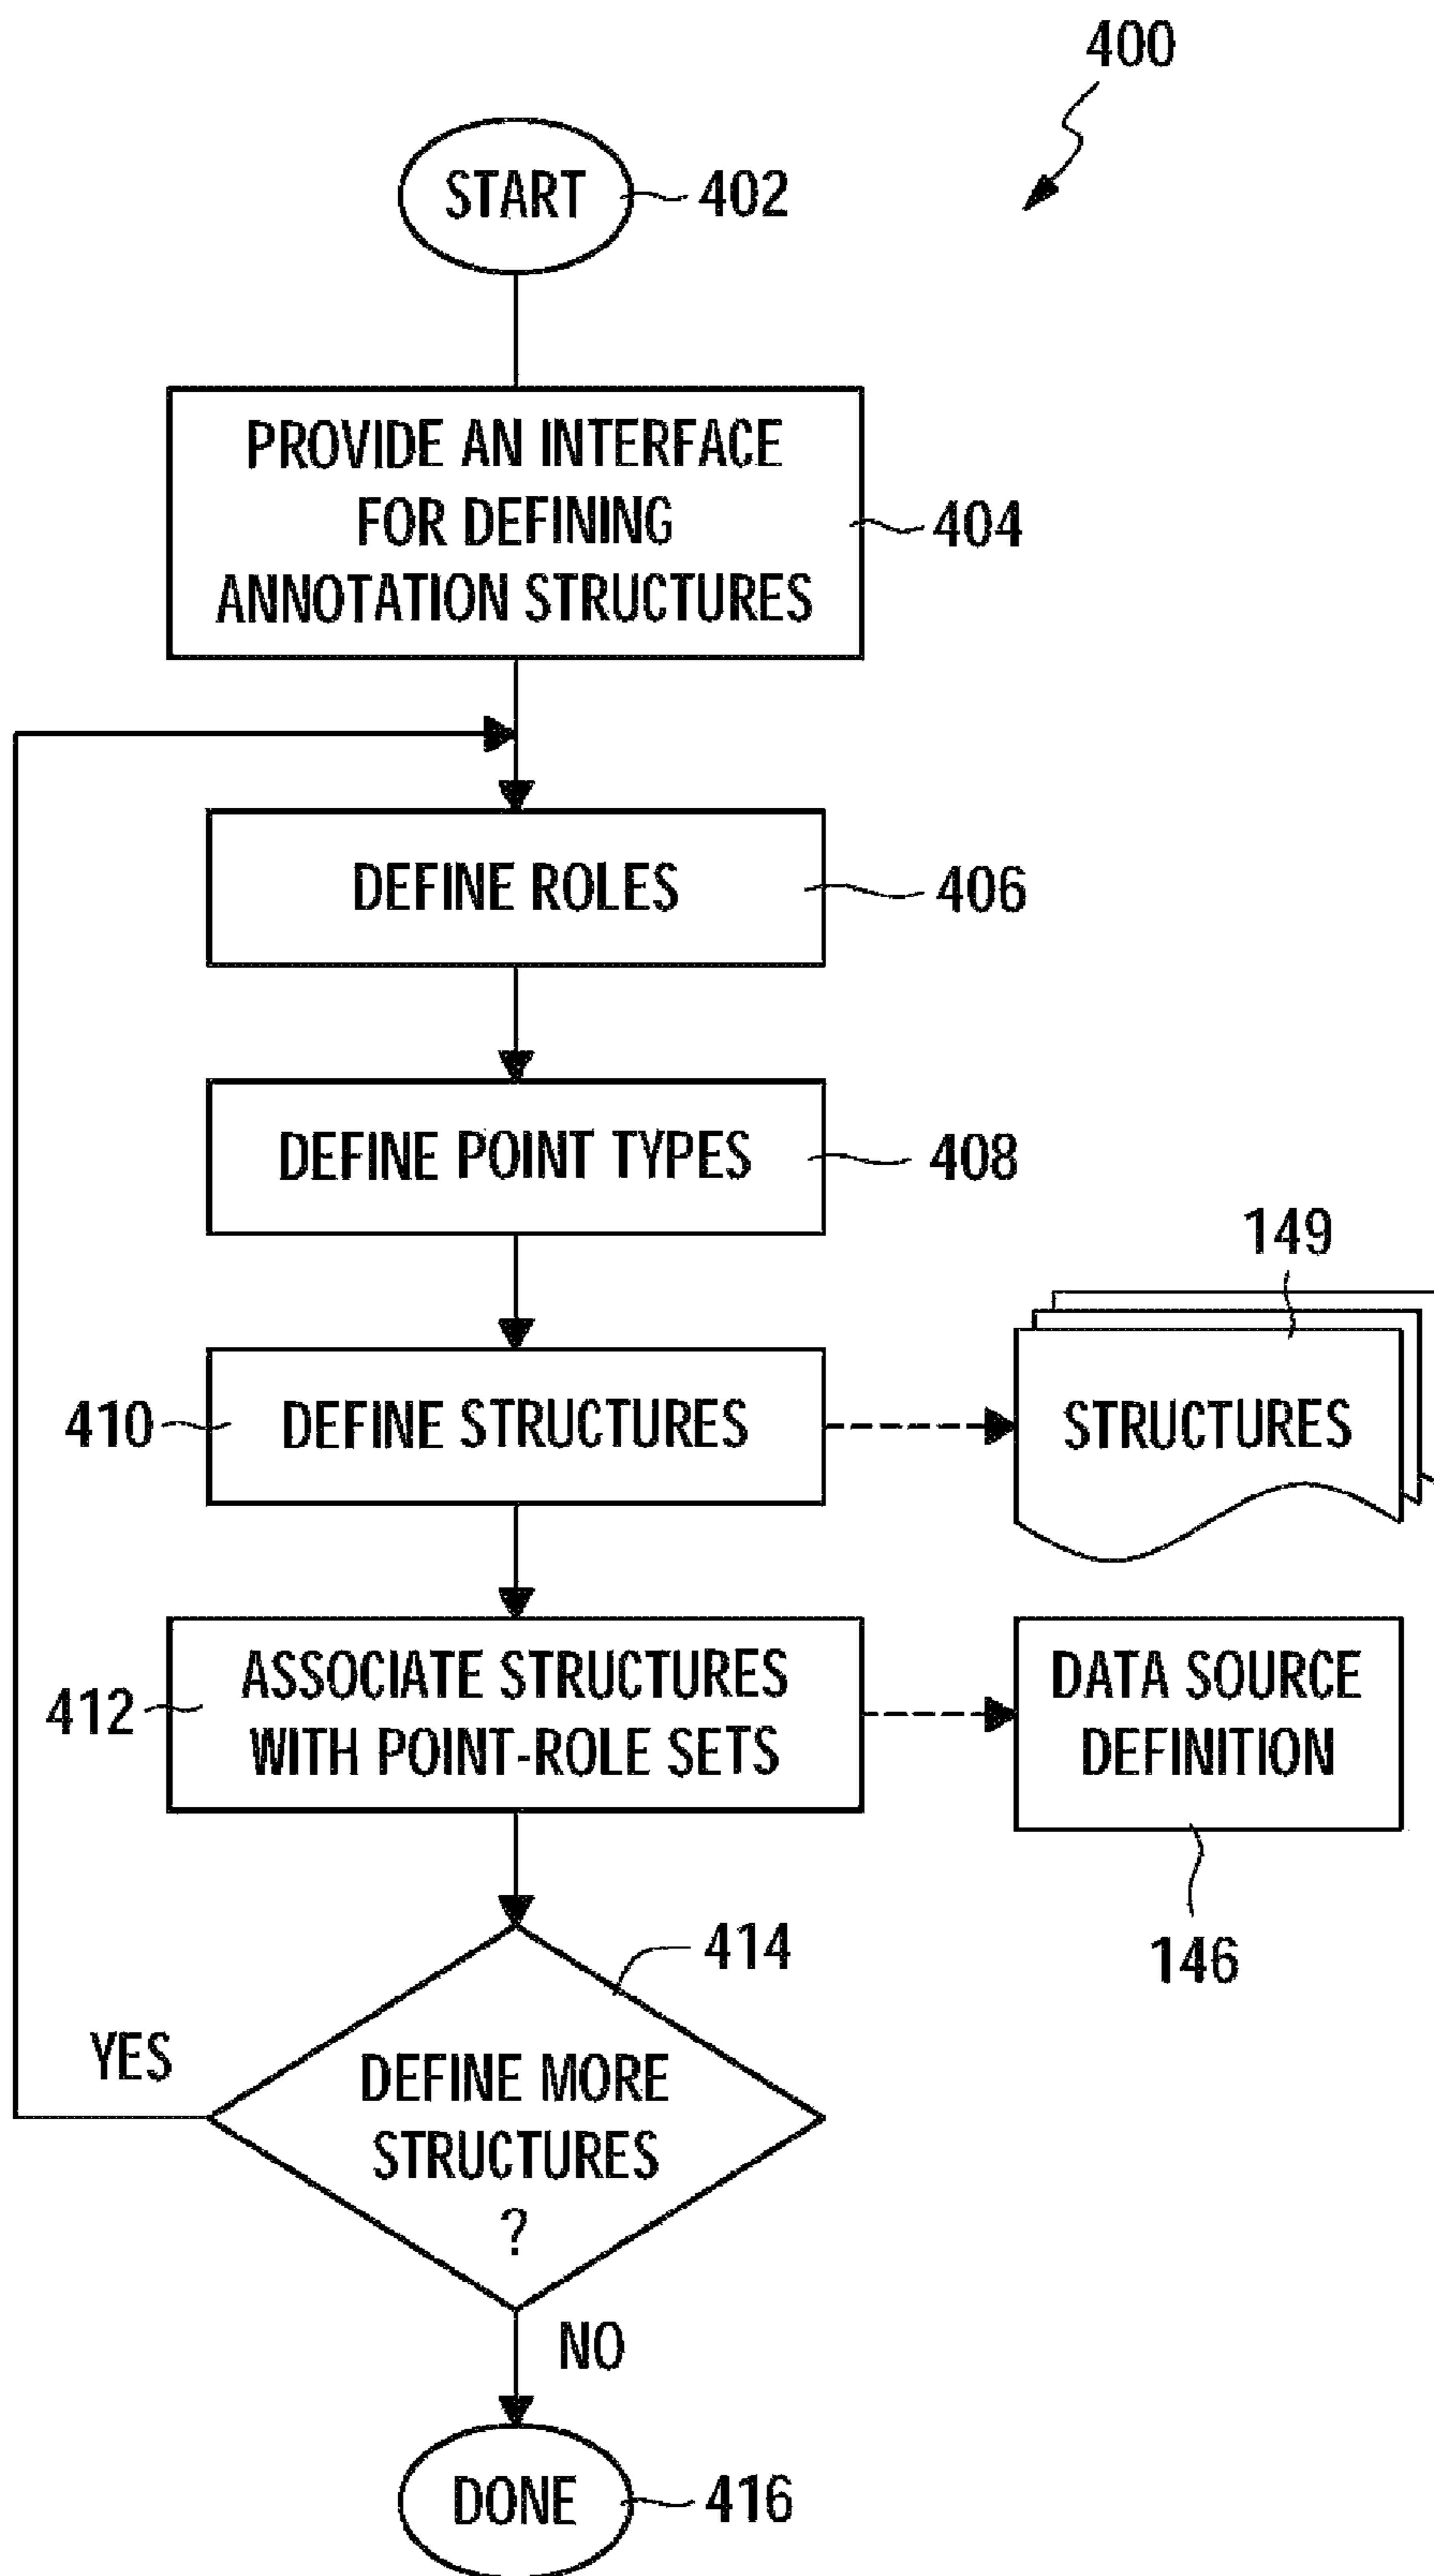 400
START
402
PROVIDE AN INTERFACE
FOR DEFINING
ANNOTATION STRUCTURES
404
DEFINE ROLES
406
DEFINE POINT TYPES
408
149
410
DEFINE STRUCTURES
STRUCTURES
412
ASSOCIATE STRUCTURES
WITH POINT-ROLE SETS
DATA SOURCE
DEFINITION
146
414
YES
DEFINE MORE
STRUCTURES
?
NO
DONE
416